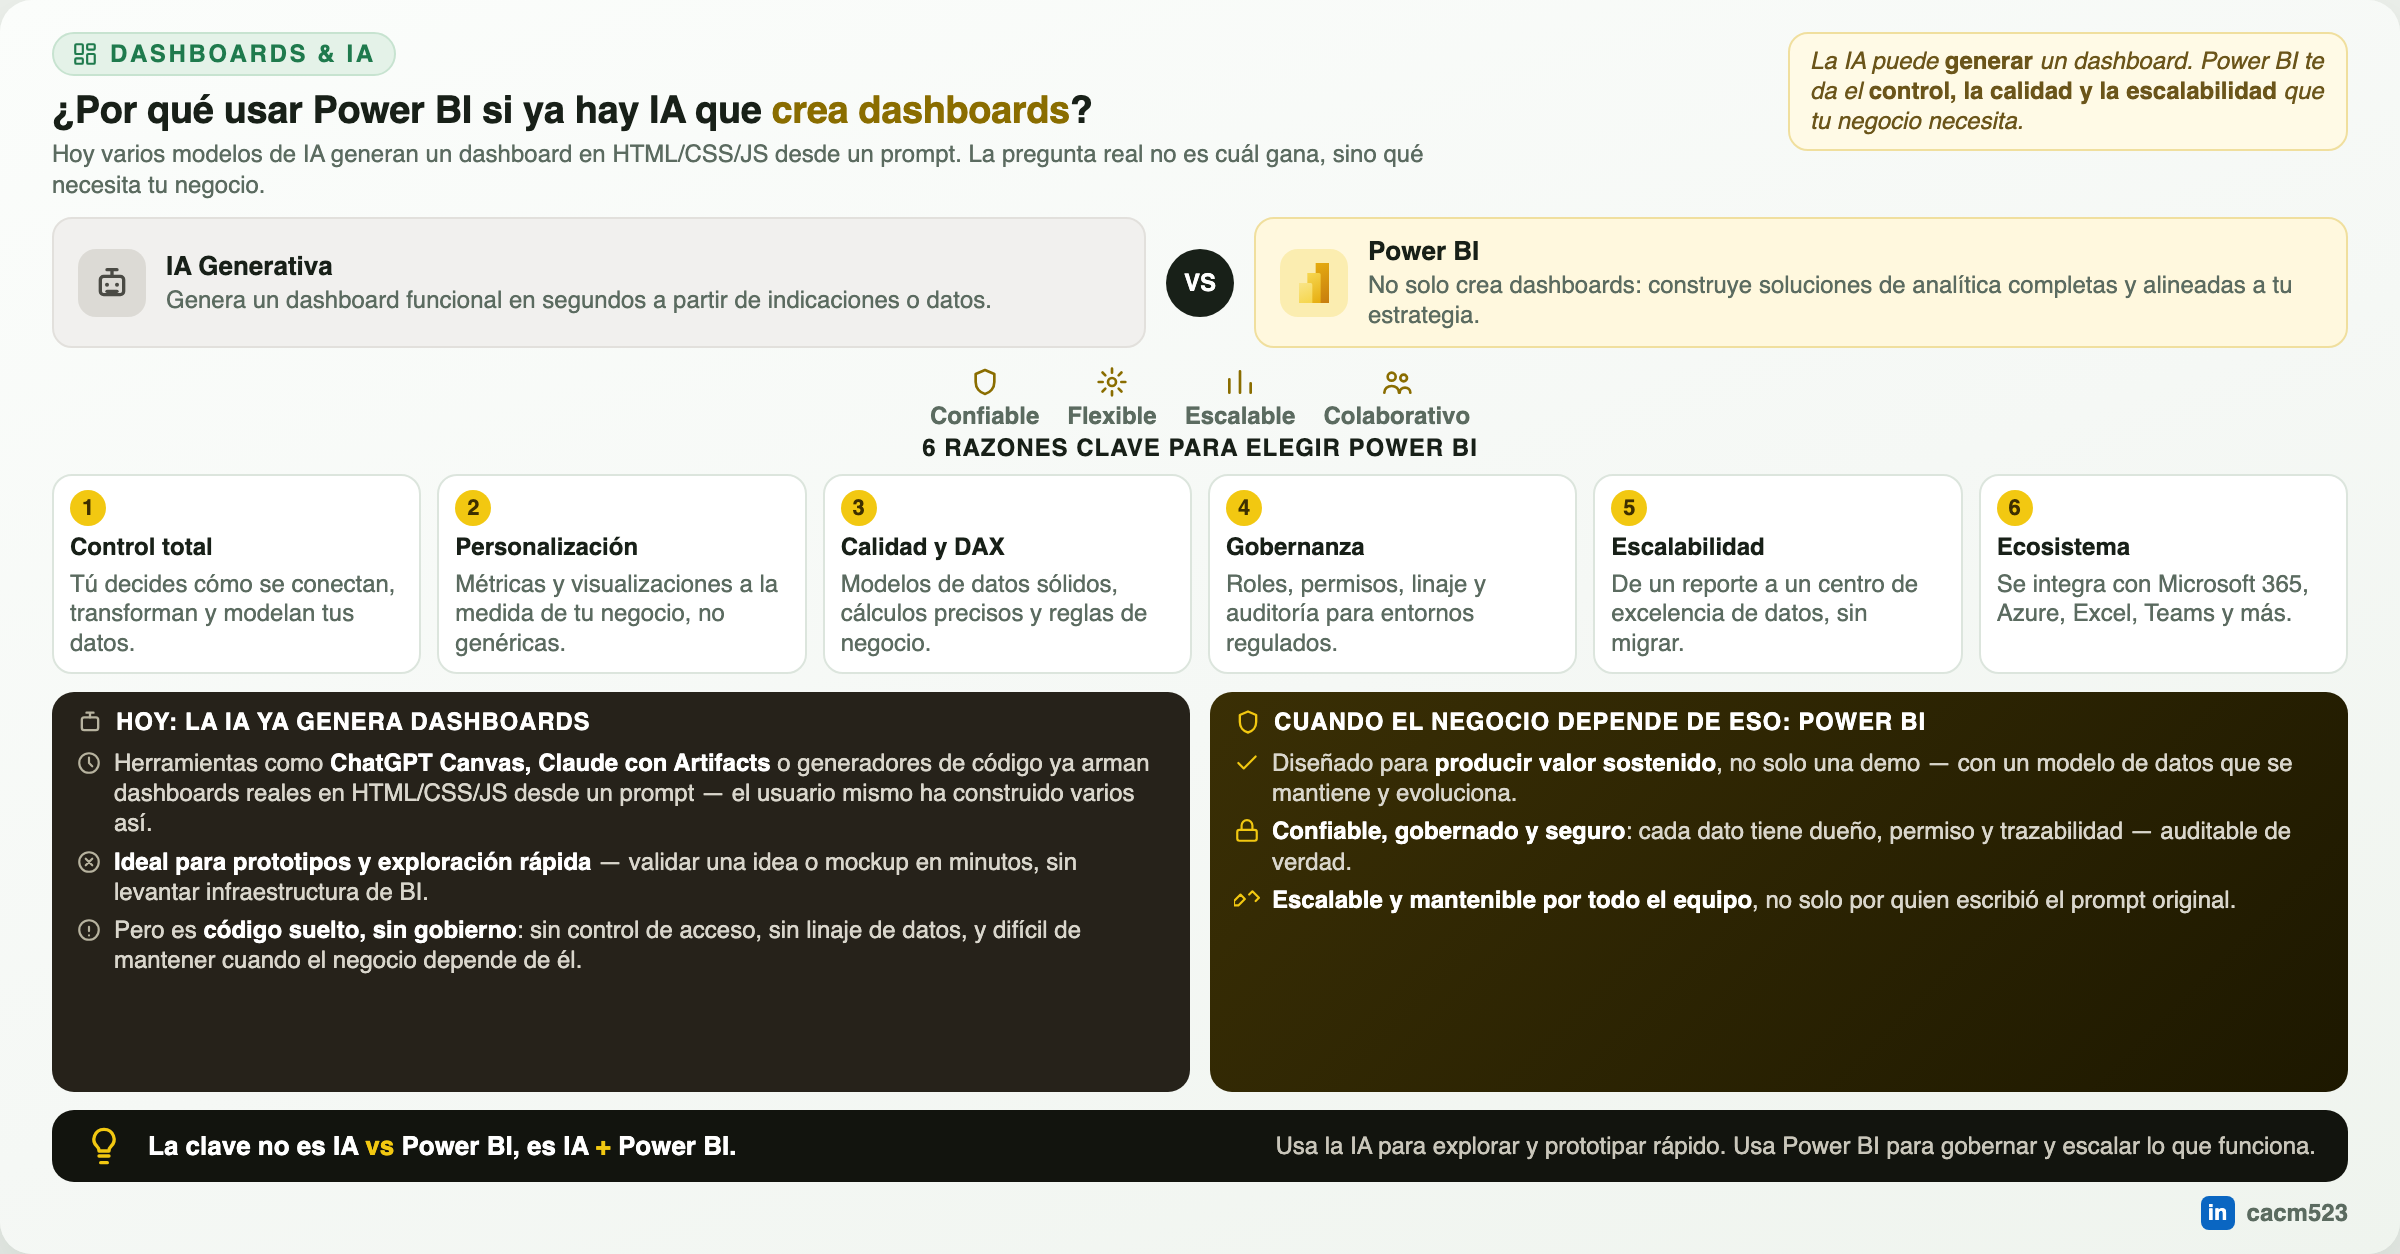 DASHBOARDS & IA
¿Por qué usar Power BI si ya hay IA que crea dashboards?
Hoy varios modelos de IA generan un dashboard en HTML/CSS/JS desde un prompt. La pregunta real no es cuál gana, sino qué
necesita tu negocio.
La IA puede generar un dashboard. Power BI te
da el control, la calidad y la escalabilidad que
tu negocio necesita.
IA Generativa
Genera un dashboard funcional en segundos a partir de indicaciones o datos.
VS
Power BI
No solo crea dashboards: construye soluciones de analítica completas y alineadas a tu
estrategia.
Confiable
Flexible
Escalable
Colaborativo
6 RAZONES CLAVE PARA ELEGIR POWER BI
1
Control total
Tú decides cómo se conectan,
transforman y modelan tus
datos.
2
Personalización
Métricas y visualizaciones a la
medida de tu negocio, no
genéricas.
3
Calidad y DAX
Modelos de datos sólidos,
cálculos precisos y reglas de
negocio.
4
Gobernanza
Roles, permisos, linaje y
auditoría para entornos
regulados.
5
Escalabilidad
De un reporte a un centro de
excelencia de datos, sin
migrar.
6
Ecosistema
Se integra con Microsoft 365,
Azure, Excel, Teams y más.
HOY: LA IA YA GENERA DASHBOARDS
Herramientas como ChatGPT Canvas, Claude con Artifacts o generadores de código ya arman
dashboards reales en HTML/CSS/JS desde un prompt — el usuario mismo ha construido varios
así.
Ideal para prototipos y exploración rápida — validar una idea o mockup en minutos, sin
levantar infraestructura de BI.
Pero es código suelto, sin gobierno: sin control de acceso, sin linaje de datos, y difícil de
mantener cuando el negocio depende de él.
CUANDO EL NEGOCIO DEPENDE DE ESO: POWER BI
Diseñado para producir valor sostenido, no solo una demo — con un modelo de datos que se
mantiene y evoluciona.
Confiable, gobernado y seguro: cada dato tiene dueño, permiso y trazabilidad — auditable de
verdad.
Escalable y mantenible por todo el equipo, no solo por quien escribió el prompt original.
La clave no es IA vs Power BI, es IA + Power BI.
Usa la IA para explorar y prototipar rápido. Usa Power BI para gobernar y escalar lo que funciona.
in cacm523